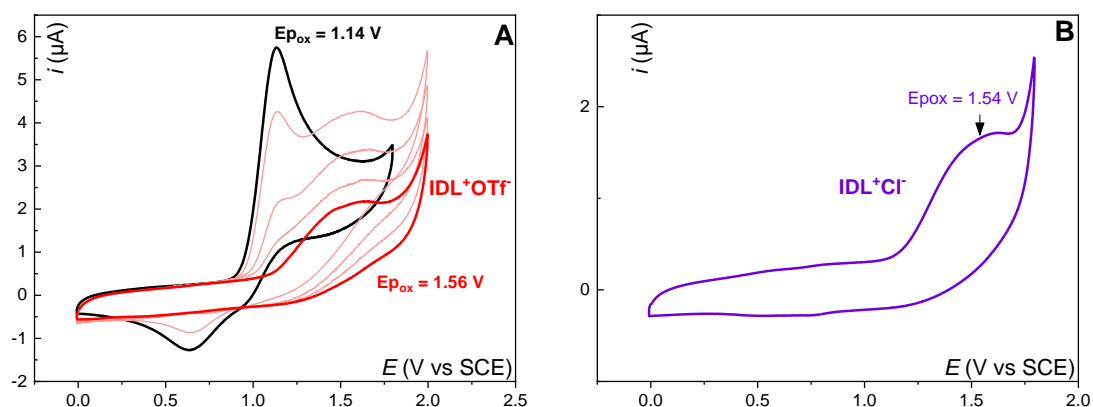 A
i (µA)
Epox = 1.14 V
IDL+OTf-
Epox = 1.56 V
E (V vs SCE)
6
5
4
3
2
1
0
-1
-2
0.0 0.5 1.0 1.5 2.0 2.5
B
i (µA)
Epox = 1.54 V
IDL+Cl-
E (V vs SCE)
2
0
0.0 0.5 1.0 1.5 2.0